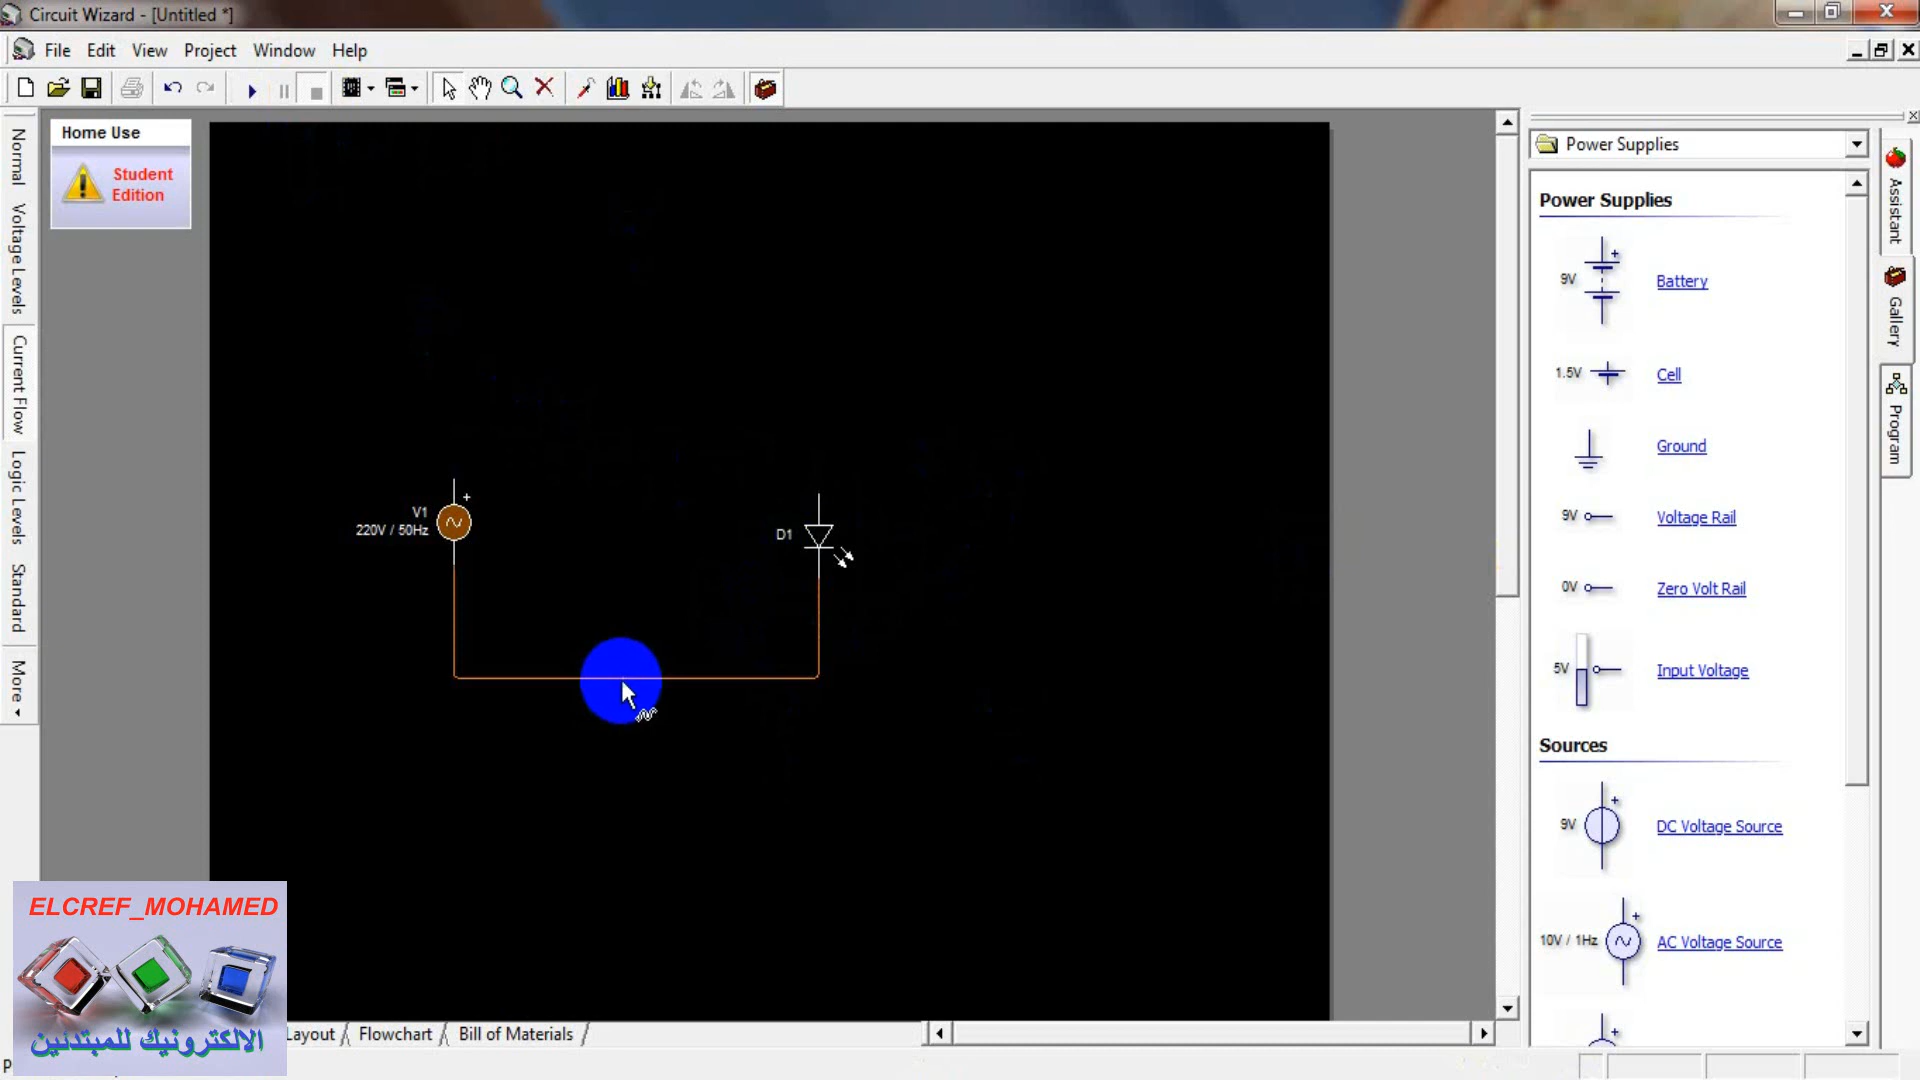 Circuit Wizard - [Untitled *]
File Edit View Project Window Help
Home Use
Student
Edition
Normal
Voltage Levels
Current Flow
Logic Levels
Standard
More
V1
220V / 50Hz
D1
Power Supplies
Power Supplies
9V
Battery
1.5V
Cell
Ground
9V
Voltage Rail
0V
Zero Volt Rail
5V
Input Voltage
Sources
9V
DC Voltage Source
10V / 1Hz
AC Voltage Source
Assistant
Gallery
Program
ELCREF_MOHAMED
الالكترونيك للمبتدئين
Layout Flowchart Bill of Materials